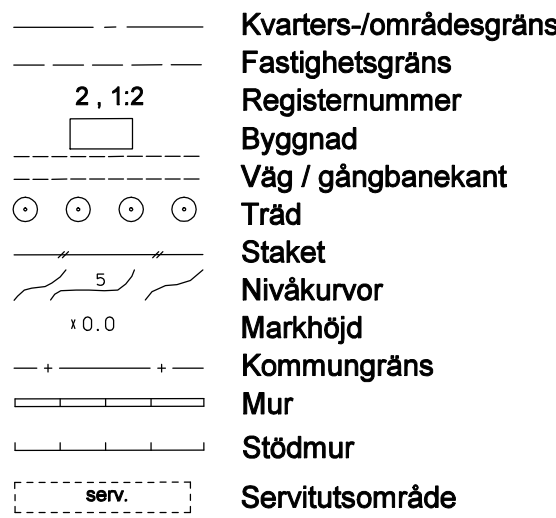 Kvarters-/områdesgräns
Fastighetsgräns
2 , 1:2 Registernummer
Byggnad
Väg / gångbanekant
Träd
Staket
5 Nivåkurvor
x 0.0 Markhöjd
Kommungräns
Mur
Stödmur
serv. Servitutsområde